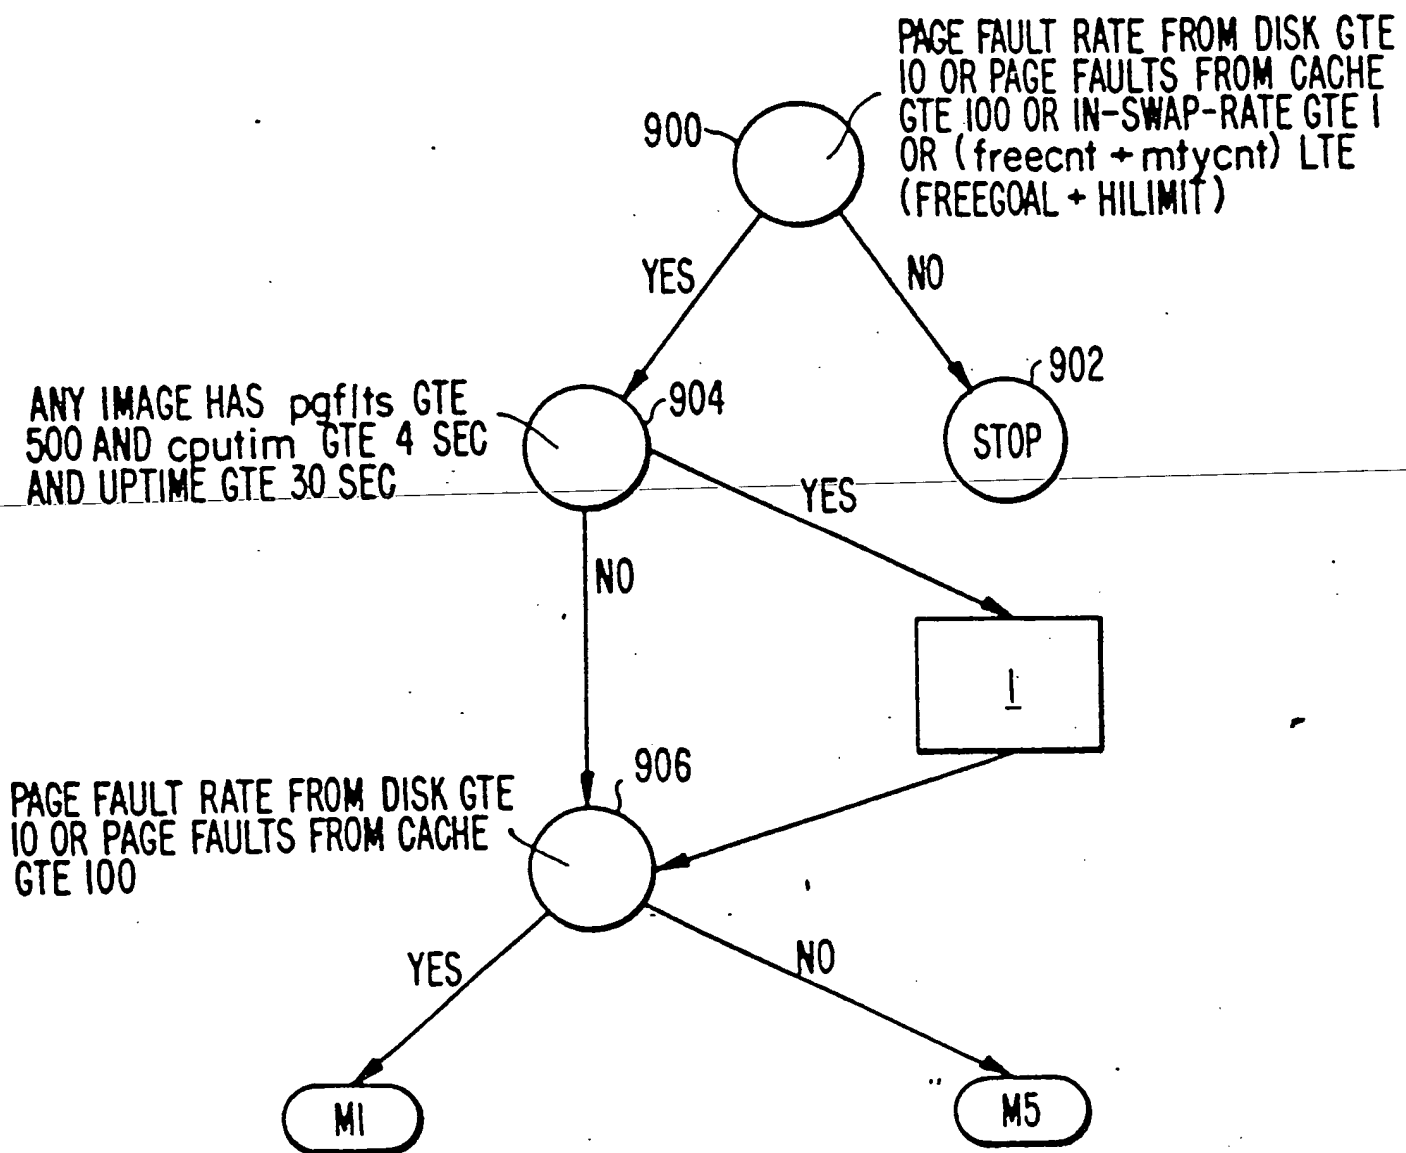 PAGE FAULT RATE FROM DISK GTE
10 OR PAGE FAULTS FROM CACHE
GTE 100 OR IN-SWAP-RATE GTE 1
OR (freecnt + mfycnt) LTE
(FREEGOAL + HILIMIT)
900
YES
NO
902
STOP
ANY IMAGE HAS pgflts GTE
500 AND cputim GTE 4 SEC
AND UPTIME GTE 30 SEC
904
YES
NO
1
906
PAGE FAULT RATE FROM DISK GTE
10 OR PAGE FAULTS FROM CACHE
GTE 100
YES
NO
M1
M5